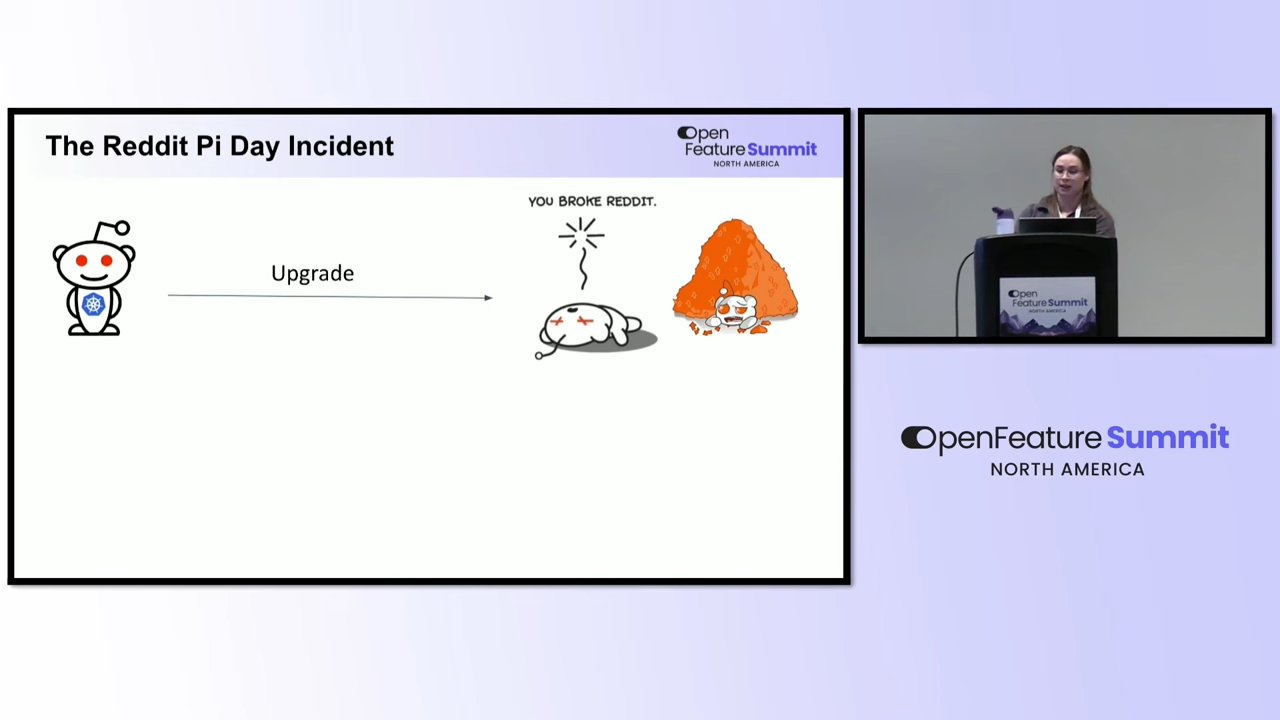 The Reddit Pi Day Incident
Open
Feature Summit
NORTH AMERICA
YOU BROKE REDDIT.
Upgrade
Open
Feature Summit
NORTH AMERICA
OpenFeature Summit
NORTH AMERICA